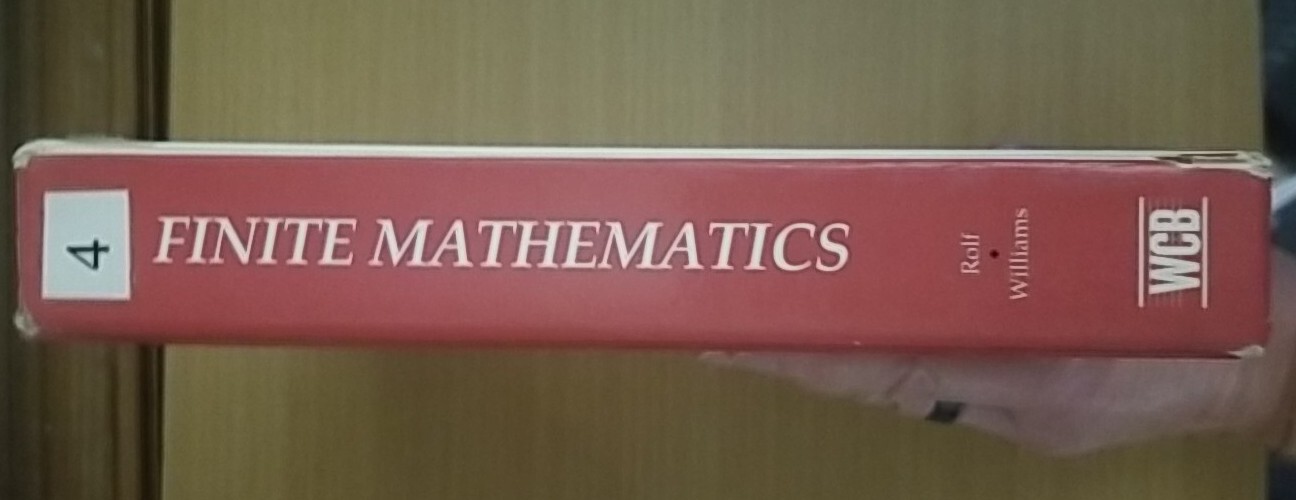 4
FINITE MATHEMATICS
Rolf
•
Williams
WCB